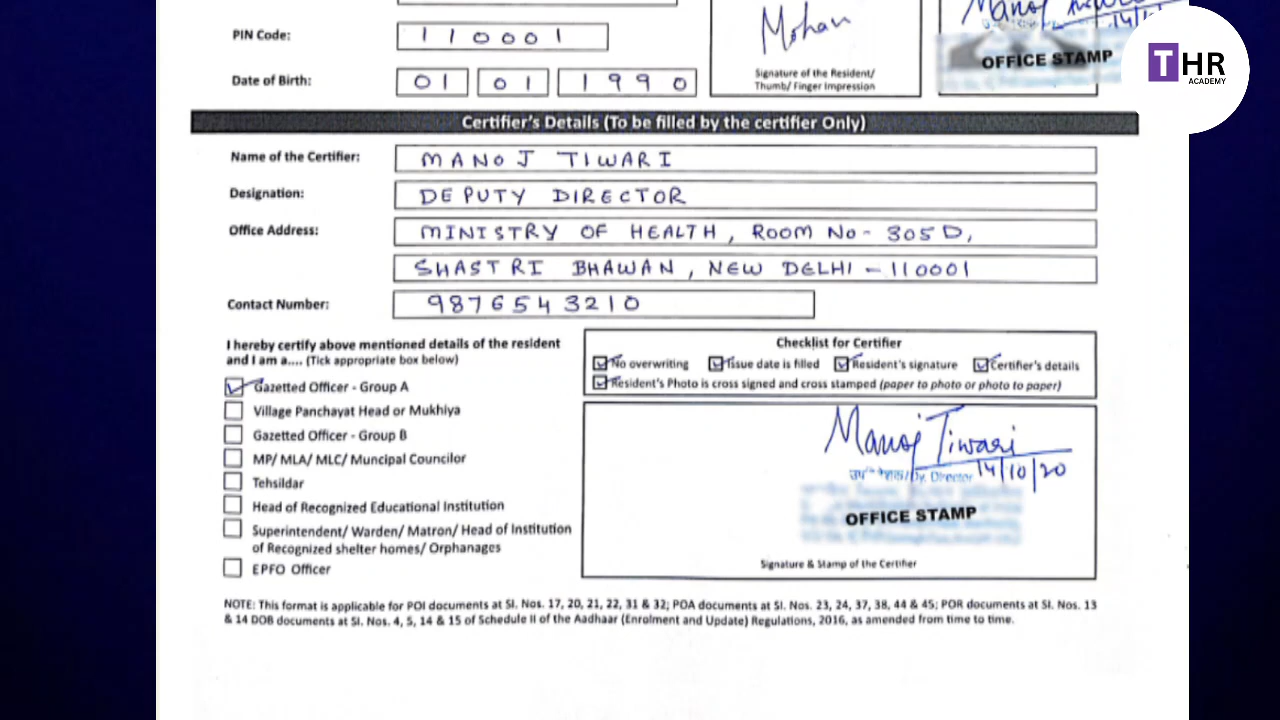 PIN Code: 110001
Date of Birth: 01 01 1990
Mohan
Signature of the Resident/
Thumb/ Finger Impression
Manoj
OFFICE STAMP
THR
ACADEMY
Certifier's Details (To be filled by the certifier Only)
Name of the Certifier: MANOJ TIWARI
Designation: DEPUTY DIRECTOR
Office Address: MINISTRY OF HEALTH, ROOM No- 305D,
SHASTRI BHAWAN, NEW DELHI - 110001
Contact Number: 9876543210
I hereby certify above mentioned details of the resident
and I am a.... (Tick appropriate box below)
Gazetted Officer - Group A
Village Panchayat Head or Mukhiya
Gazetted Officer - Group B
MP/ MLA/ MLC/ Muncipal Councilor
Tehsildar
Head of Recognized Educational Institution
Superintendent/ Warden/ Matron/ Head of Institution
of Recognized shelter homes/ Orphanages
EPFO Officer
Checklist for Certifier
No overwriting Issue date is filled Resident's signature Certifier's details
Resident's Photo is cross signed and cross stamped (paper to photo or photo to paper)
Manoj Tiwari
Dy. Director 14/10/20
OFFICE STAMP
Signature & Stamp of the Certifier
NOTE: This format is applicable for POI documents at SI. Nos. 17, 20, 21, 22, 31 & 32; POA documents at SI. Nos. 23, 24, 37, 38, 44 & 45; POR documents at SI. Nos. 13
& 14 DOB documents at SI. Nos. 4, 5, 14 & 15 of Schedule II of the Aadhaar (Enrolment and Update) Regulations, 2016, as amended from time to time.